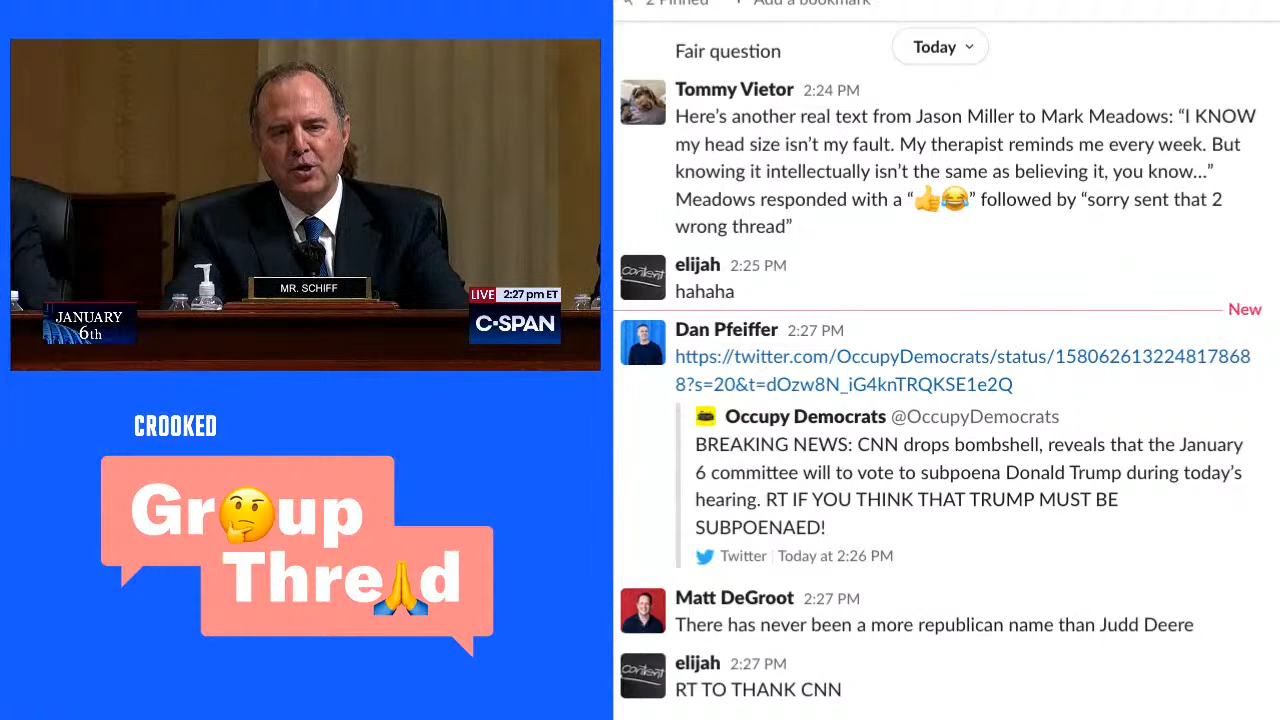 MR. SCHIFF
LIVE 2:27 pm ET
JANUARY
6th
C-SPAN
CROOKED
Gr🤔up
Thre🙏d
2 Pinned
Add a bookmark
Fair question
Today
Tommy Vietor 2:24 PM
Here's another real text from Jason Miller to Mark Meadows: “I KNOW
my head size isn't my fault. My therapist reminds me every week. But
knowing it intellectually isn't the same as believing it, you know...”
Meadows responded with a “👍😂” followed by “sorry sent that 2
wrong thread”
content
elijah 2:25 PM
hahaha
New
Dan Pfeiffer 2:27 PM
https://twitter.com/OccupyDemocrats/status/158062613224817868
8?s=20&t=dOzw8N_iG4knTRQKSE1e2Q
Occupy Democrats @OccupyDemocrats
BREAKING NEWS: CNN drops bombshell, reveals that the January
6 committee will to vote to subpoena Donald Trump during today's
hearing. RT IF YOU THINK THAT TRUMP MUST BE
SUBPOENAED!
Twitter | Today at 2:26 PM
Matt DeGroot 2:27 PM
There has never been a more republican name than Judd Deere
content
elijah 2:27 PM
RT TO THANK CNN